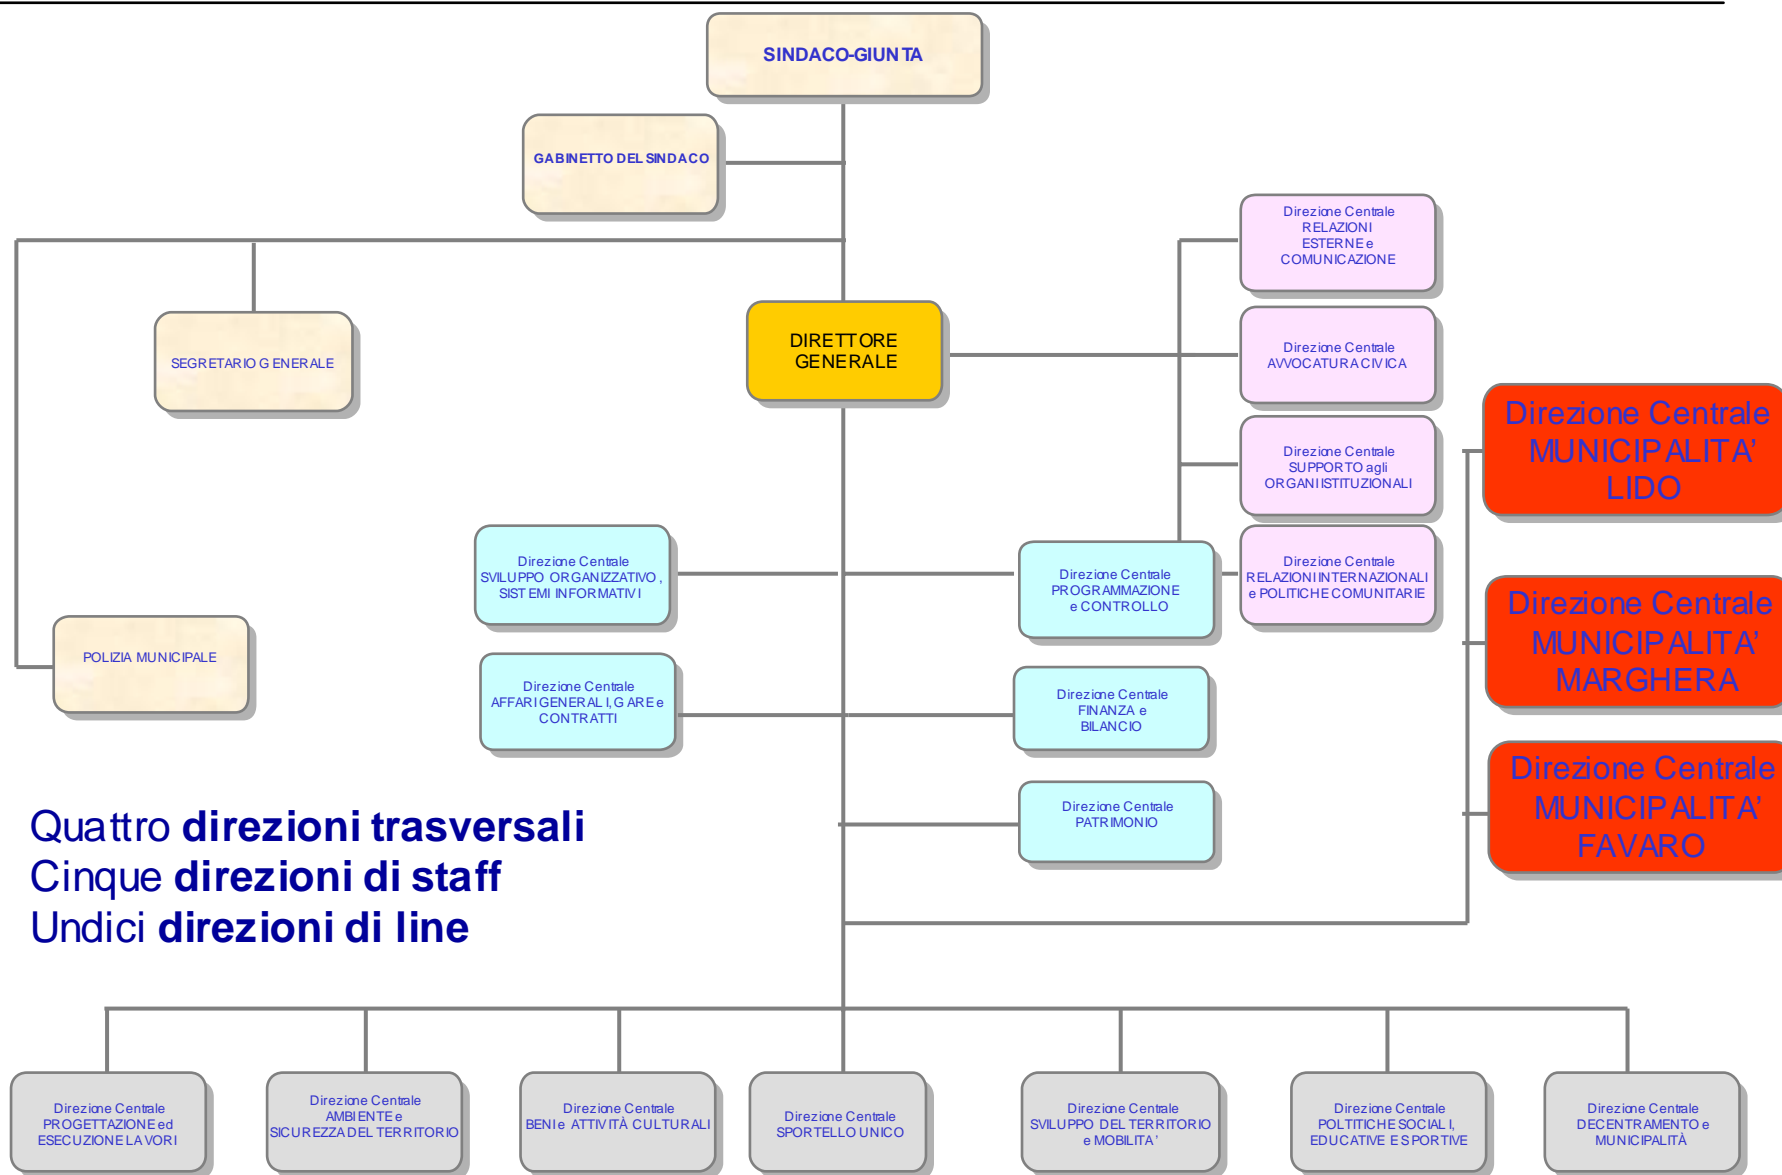 SINDACO-GIUNTA
GABINETTO DEL SINDACO
Direzione Centrale
RELAZIONI
ESTERNE e
COMUNICAZIONE
SEGRETARIO GENERALE
DIRETTORE
GENERALE
Direzione Centrale
AVVOCATURA CIVICA
Direzione Centrale
MUNICIPALITA'
LIDO
Direzione Centrale
SUPPORTO agli
ORGANI ISTITUZIONALI
Direzione Centrale
SVILUPPO ORGANIZZATIVO,
SISTEMI INFORMATIVI
Direzione Centrale
PROGRAMMAZIONE
e CONTROLLO
Direzione Centrale
RELAZIONI INTERNAZIONALI
e POLITICHE COMUNITARIE
Direzione Centrale
MUNICIPALITA'
MARGHERA
POLIZIA MUNICIPALE
Direzione Centrale
AFFARI GENERALI, GARE e
CONTRATTI
Direzione Centrale
FINANZA e
BILANCIO
Direzione Centrale
MUNICIPALITA'
FAVARO
Direzione Centrale
PATRIMONIO
Quattro direzioni trasversali
Cinque direzioni di staff
Undici direzioni di line
Direzione Centrale
PROGETTAZIONE ed
ESECUZIONE LAVORI
Direzione Centrale
AMBIENTE e
SICUREZZA DEL TERRITORIO
Direzione Centrale
BENI e ATTIVITÀ CULTURALI
Direzione Centrale
SPORTELLO UNICO
Direzione Centrale
SVILUPPO DEL TERRITORIO
e MOBILITA'
Direzione Centrale
POLTITICHE SOCIALI,
EDUCATIVE E SPORTIVE
Direzione Centrale
DECENTRAMENTO e
MUNICIPALITÀ